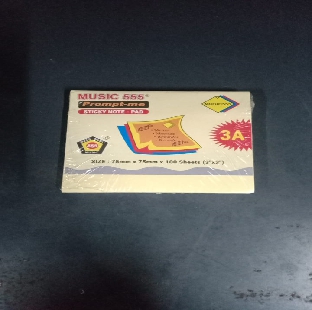 MUSIC 555
"Prompt-me
STICKY NOTE PAD
3A
SIZE : 75mm x 75mm x 100 Sheets (3"x3")